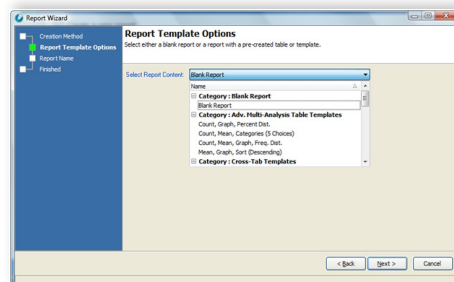 Report Wizard
Creation Method
Report Template Options
Report Name
Finished
Report Template Options
Select either a blank report or a report with a pre-created table or template.
Select Report Content: Blank Report
Name
Category : Blank Report
Blank Report
Category : Adv. Multi-Analysis Table Templates
Count, Graph, Percent Dist.
Count, Mean, Categories (5 Choices)
Count, Mean, Graph, Freq. Dist.
Mean, Graph, Sort (Descending)
Category : Cross-Tab Templates
< Back Next > Cancel